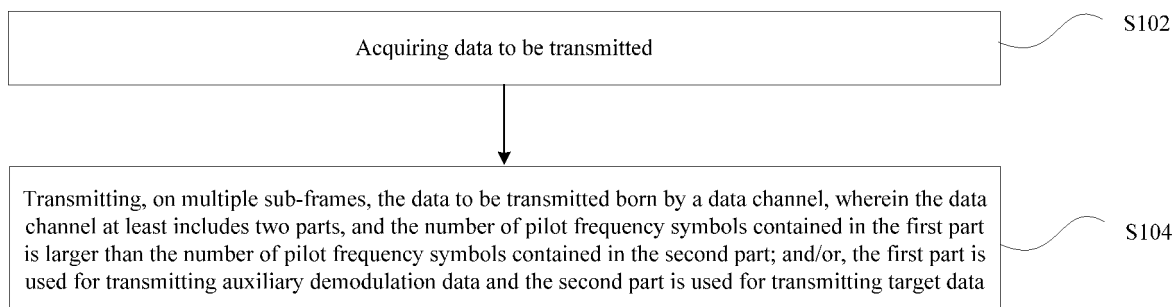 Acquiring data to be transmitted
S102
Transmitting, on multiple sub-frames, the data to be transmitted born by a data channel, wherein the data
channel at least includes two parts, and the number of pilot frequency symbols contained in the first part
is larger than the number of pilot frequency symbols contained in the second part; and/or, the first part is
used for transmitting auxiliary demodulation data and the second part is used for transmitting target data
S104